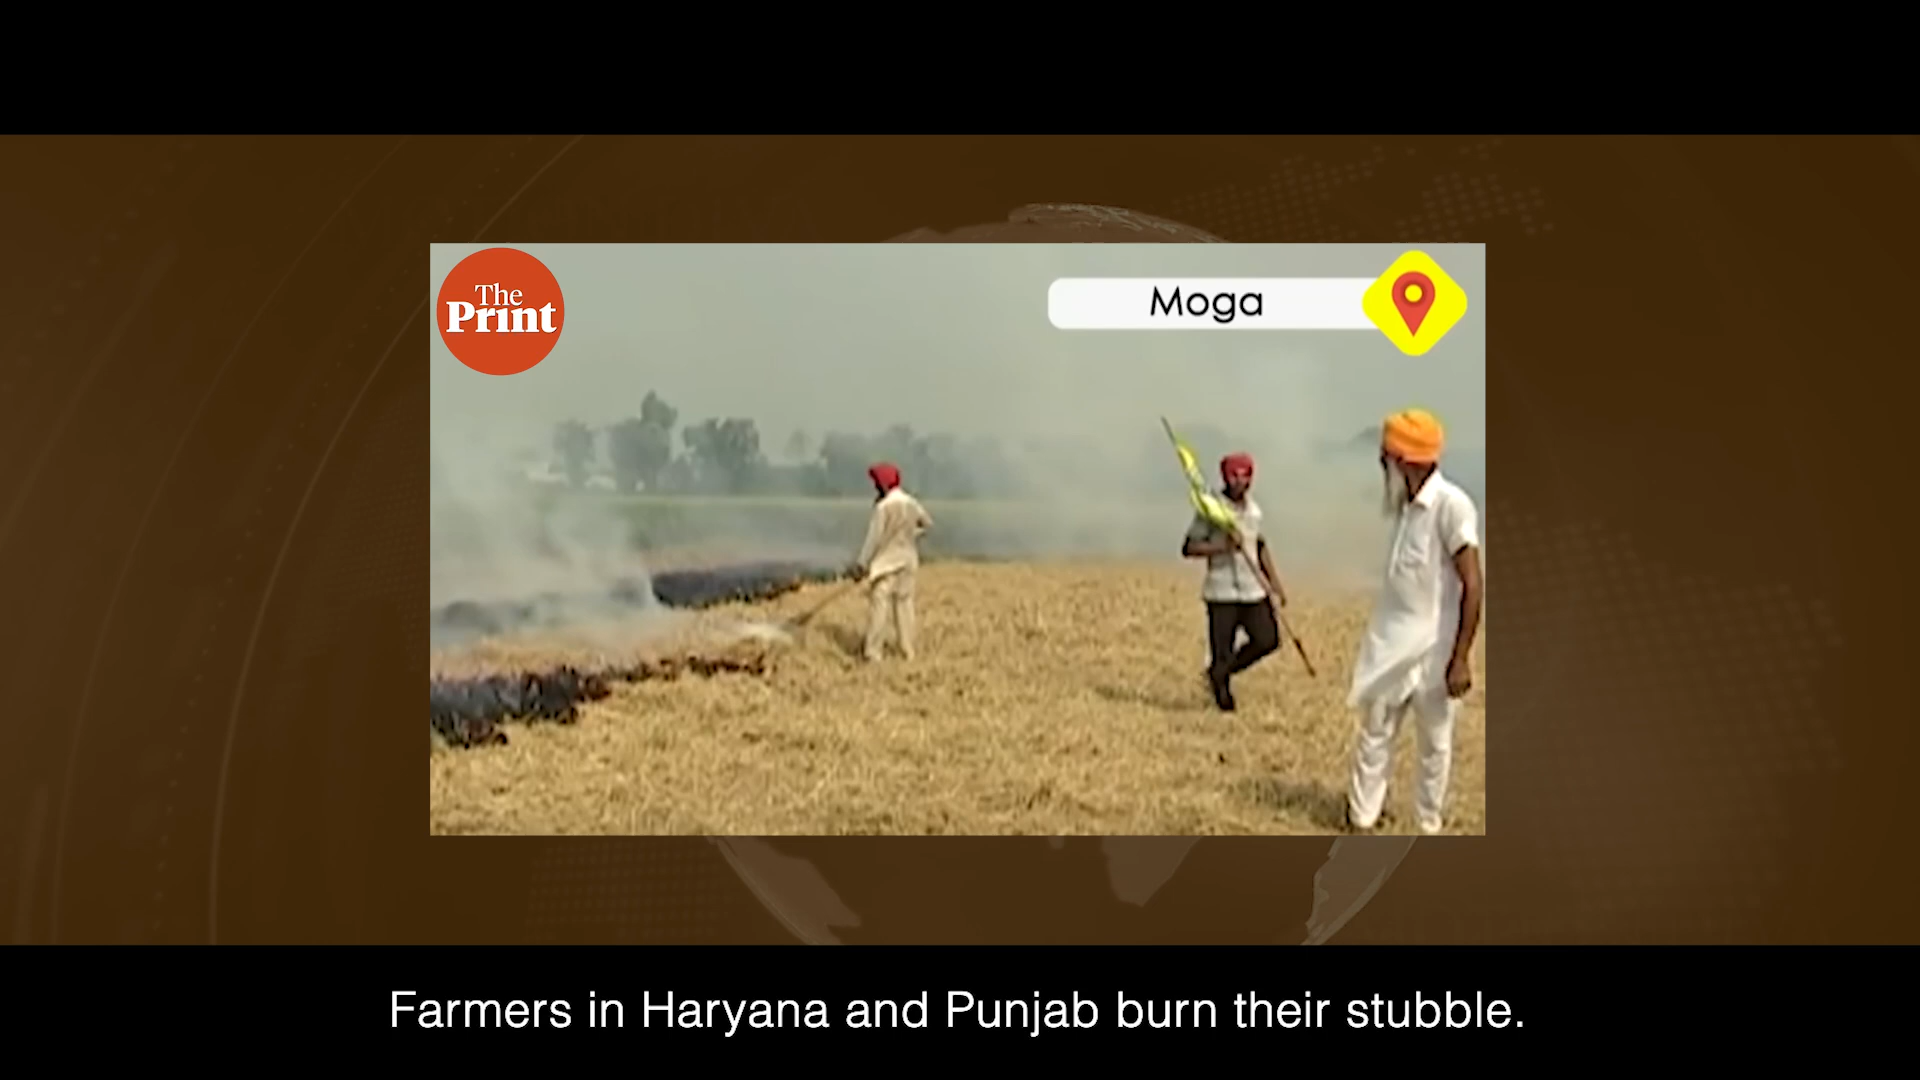 The
Print
Moga
Farmers in Haryana and Punjab burn their stubble.